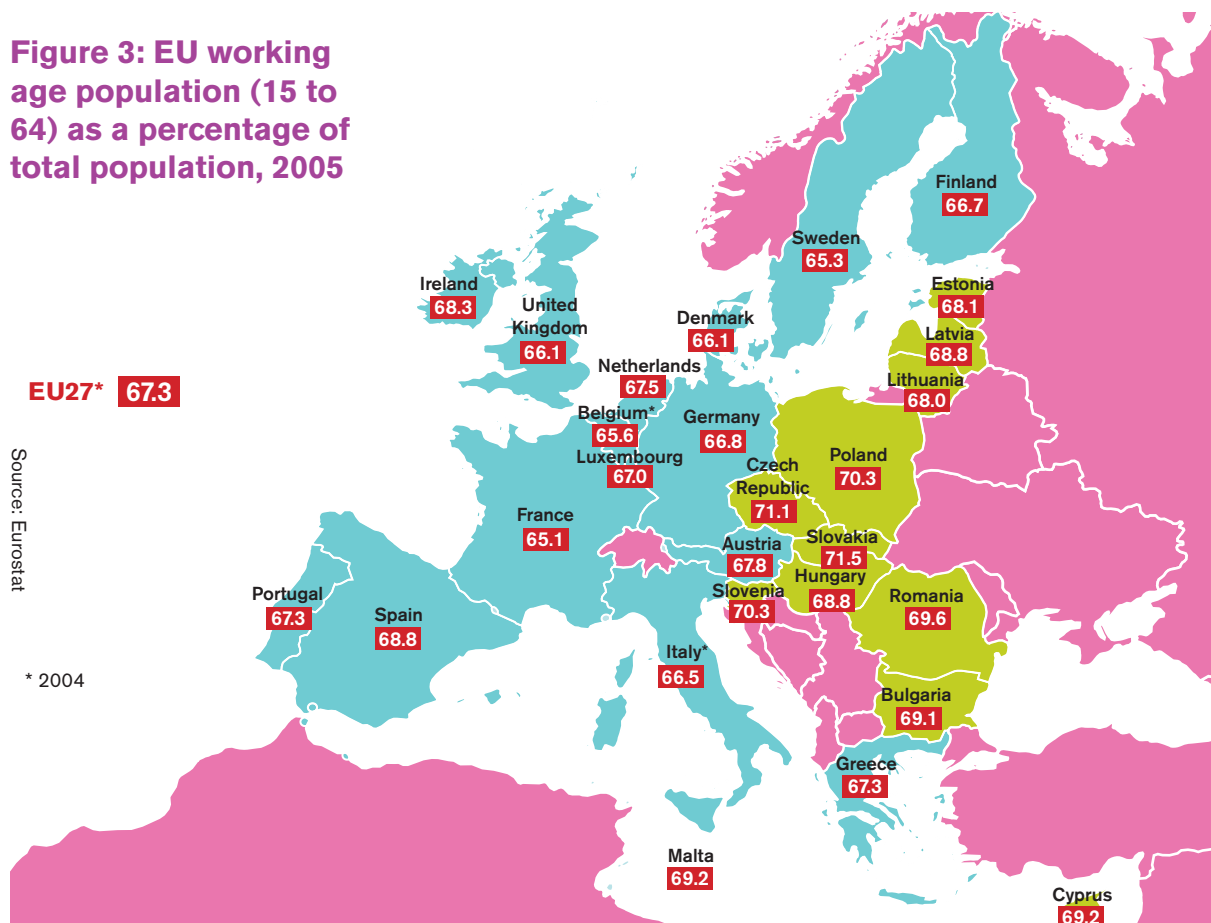 Figure 3: EU working
age population (15 to
64) as a percentage of
total population, 2005
Finland
66.7
Sweden
65.3
Ireland
68.3
United
Kingdom
66.1
Denmark
66.1
Estonia
68.1
Latvia
68.8
Lithuania
68.0
Netherlands
67.5
EU27* 67.3
Belgium*
65.6
Germany
66.8
Luxembourg
67.0
Poland
70.3
Czech
Republic
71.1
France
65.1
Austria
67.8
Slovakia
71.5
Hungary
68.8
Slovenia
70.3
Romania
69.6
Portugal
67.3
Spain
68.8
Italy*
66.5
Bulgaria
69.1
Greece
67.3
Malta
69.2
Cyprus
69.2
Source: Eurostat
* 2004